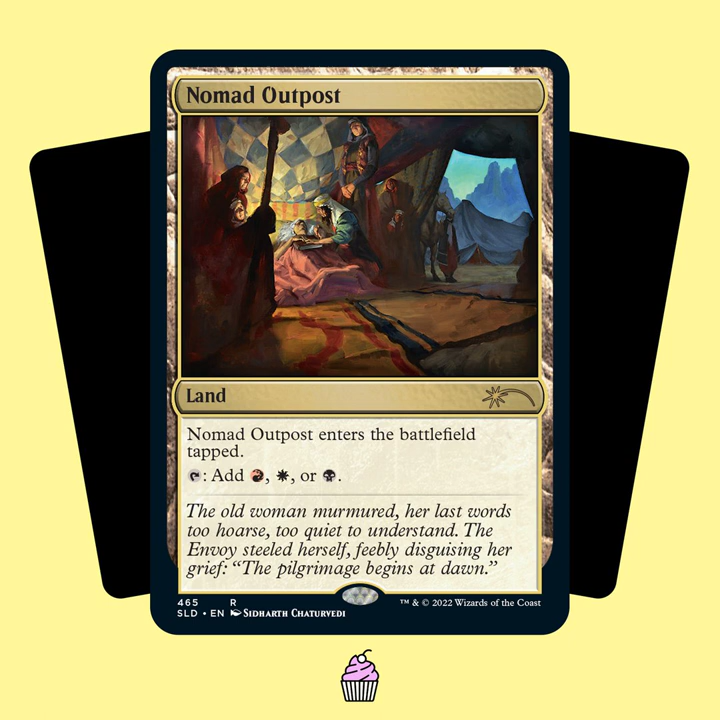 Nomad Outpost
Land
Nomad Outpost enters the battlefield
tapped.
: Add , , or .
The old woman murmured, her last words
too hoarse, too quiet to understand. The
Envoy steeled herself, feebly disguising her
grief: “The pilgrimage begins at dawn.”
465 R
SLD • EN Sidharth Chaturvedi
™ & © 2022 Wizards of the Coast